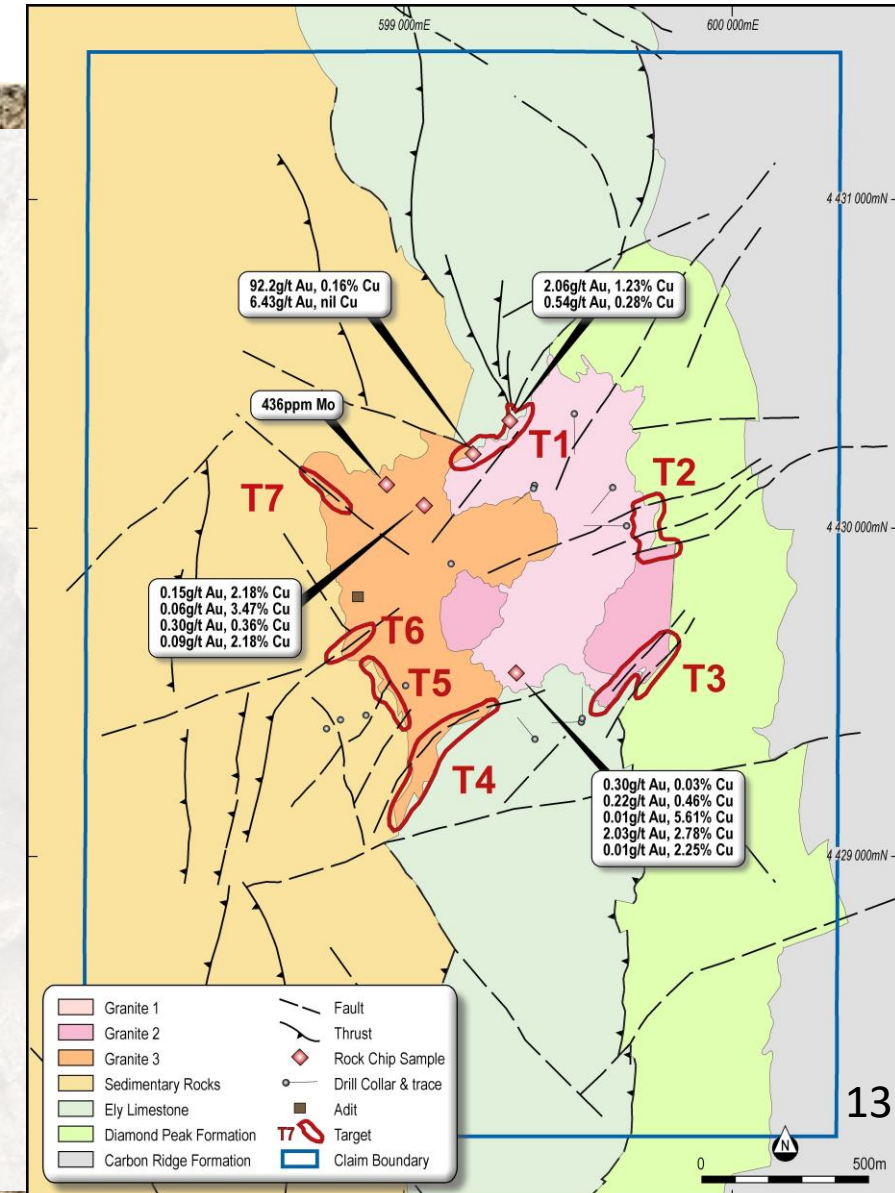 599 000mE
600 000mE
4 431 000mN
92.2g/t Au, 0.16% Cu
6.43g/t Au, nil Cu
2.06g/t Au, 1.23% Cu
0.54g/t Au, 0.28% Cu
436ppm Mo
T1
T2
T7
4 430 000mN
0.15g/t Au, 2.18% Cu
0.06g/t Au, 3.47% Cu
0.30g/t Au, 0.36% Cu
0.09g/t Au, 2.18% Cu
T6
T5
T3
T4
0.30g/t Au, 0.03% Cu
0.22g/t Au, 0.46% Cu
0.01g/t Au, 5.61% Cu
2.03g/t Au, 2.78% Cu
0.01g/t Au, 2.25% Cu
4 429 000mN
Granite 1
Granite 2
Granite 3
Sedimentary Rocks
Ely Limestone
Diamond Peak Formation
Carbon Ridge Formation
Fault
Thrust
Rock Chip Sample
Drill Collar & trace
Adit
T7 Target
Claim Boundary
13
N
0 500m